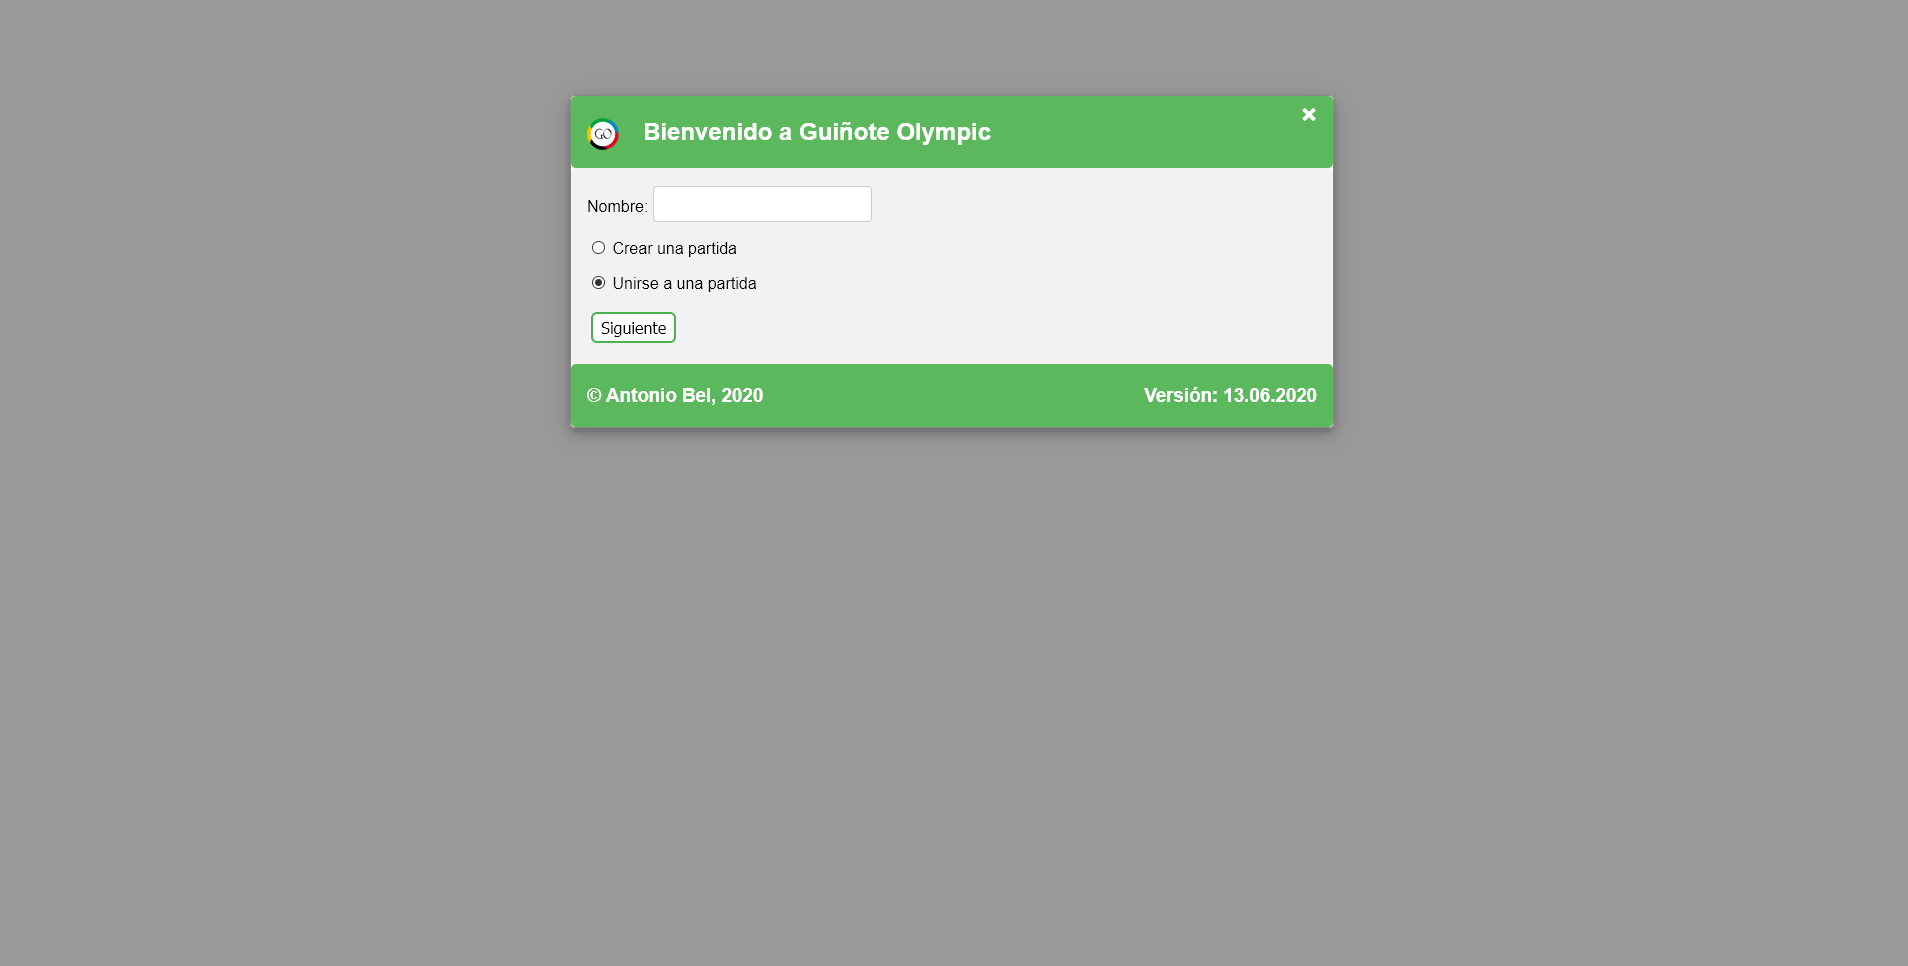 GO
Bienvenido a Guiñote Olympic
Nombre:
Crear una partida
Unirse a una partida
Siguiente
© Antonio Bel, 2020
Versión: 13.06.2020